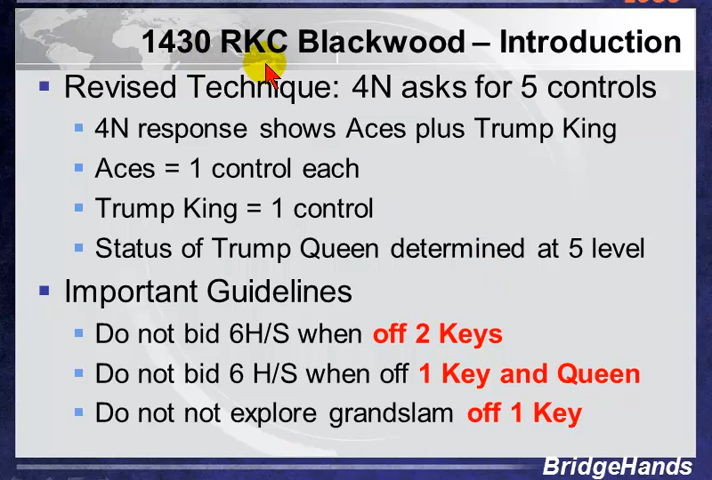 1430 RKC Blackwood – Introduction
Revised Technique: 4N asks for 5 controls
4N response shows Aces plus Trump King
Aces = 1 control each
Trump King = 1 control
Status of Trump Queen determined at 5 level
Important Guidelines
Do not bid 6H/S when off 2 Keys
Do not bid 6 H/S when off 1 Key and Queen
Do not not explore grandslam off 1 Key
BridgeHands